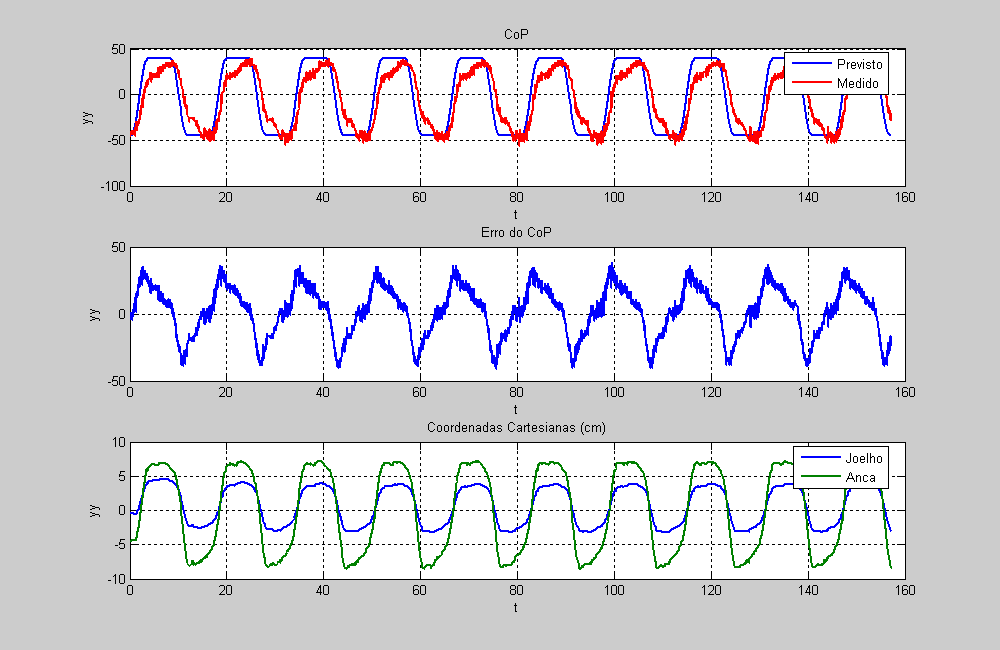 CoP
50
0
-50
-100
yy
Previsto
Medido
0 20 40 60 80 100 120 140 160
t
Erro do CoP
50
0
-50
yy
0 20 40 60 80 100 120 140 160
t
Coordenadas Cartesianas (cm)
10
5
0
-5
-10
yy
Joelho
Anca
0 20 40 60 80 100 120 140 160
t